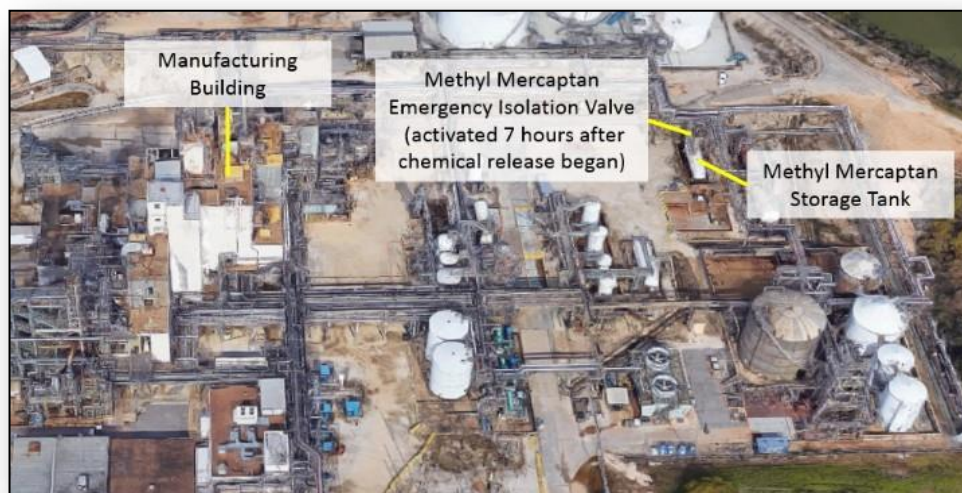 Manufacturing
Building
Methyl Mercaptan
Emergency Isolation Valve
(activated 7 hours after
chemical release began)
Methyl Mercaptan
Storage Tank